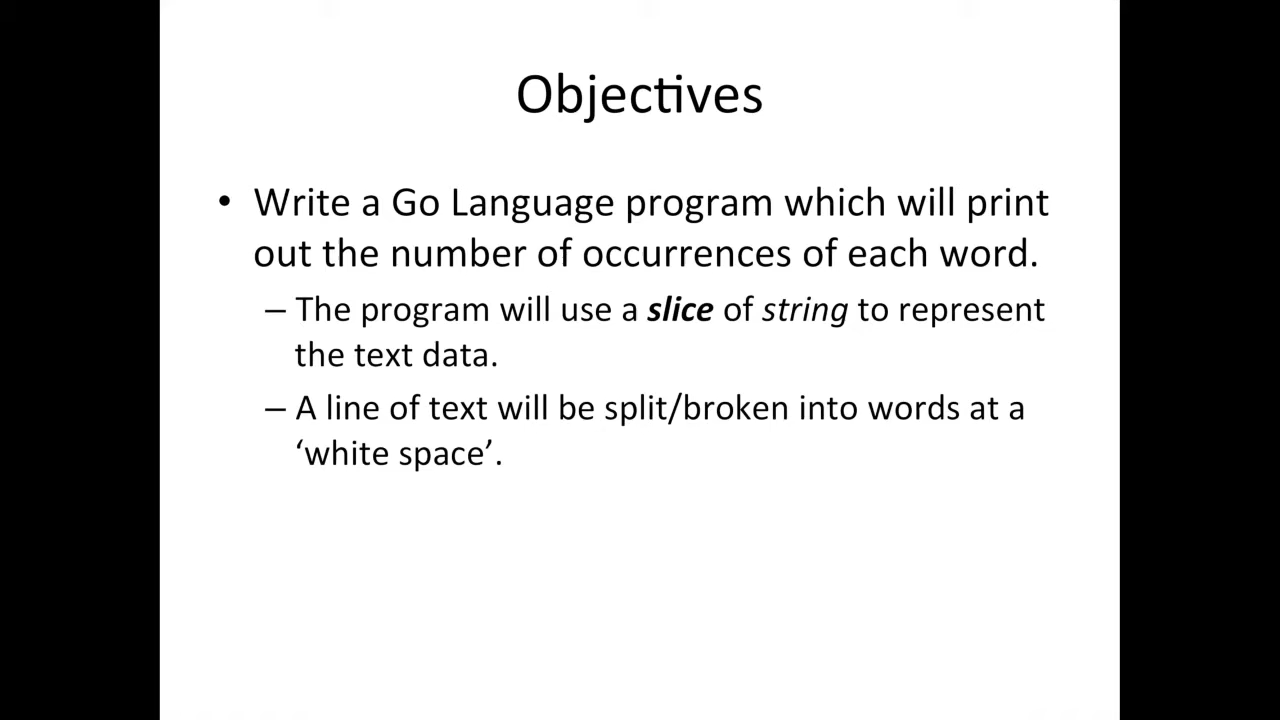 Objectives
• Write a Go Language program which will print
out the number of occurrences of each word.
– The program will use a slice of string to represent
the text data.
– A line of text will be split/broken into words at a
‘white space’.